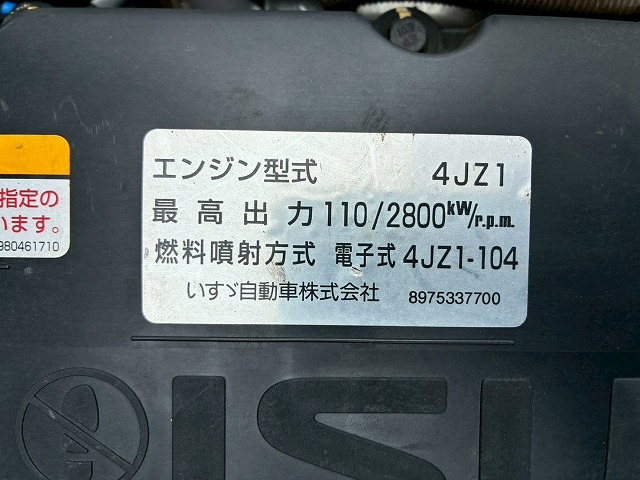 エンジン型式 4JZ1
最高出力 110/2800kW/r.p.m.
燃料噴射方式 電子式 4JZ1-104
いすゞ自動車株式会社 8975337700
指定の
います。
980461710
ISU